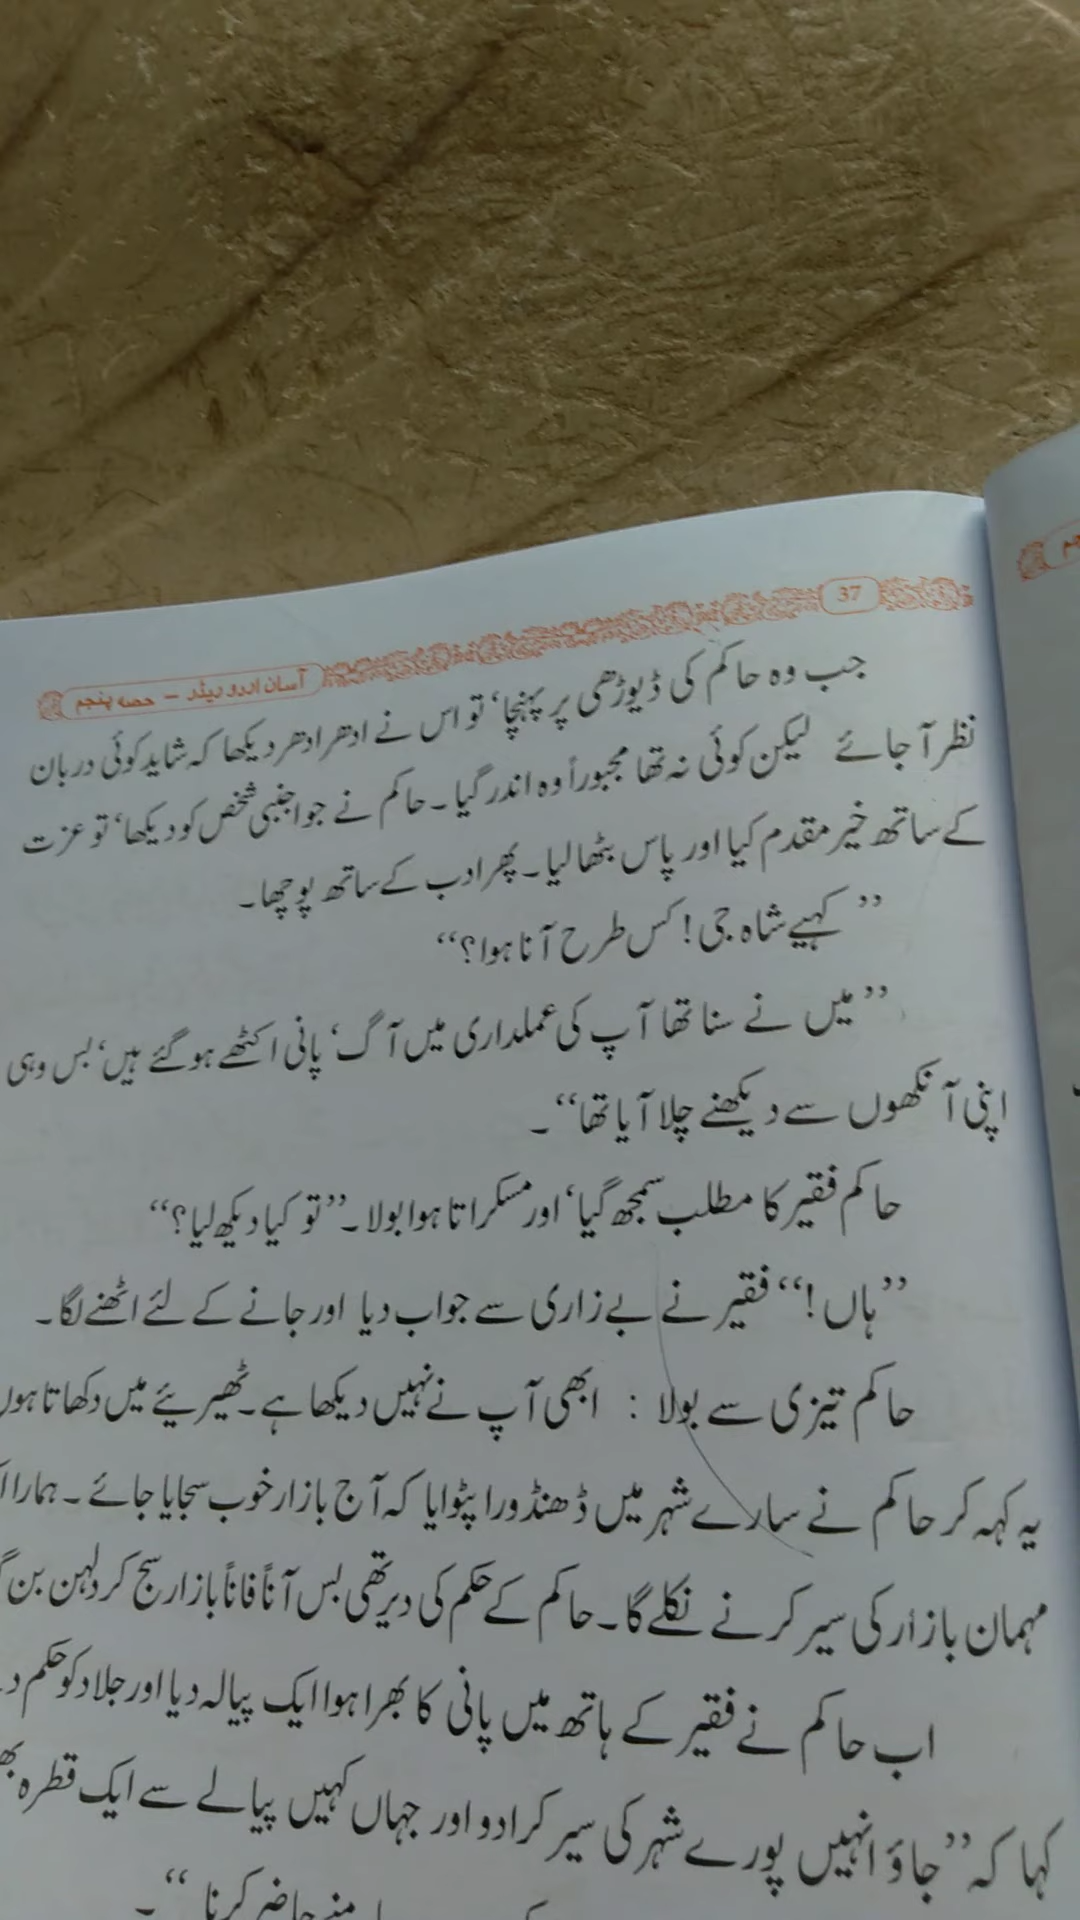 37
آسان اردو ریڈر – حصہ پنجم
جب وہ حاکم کی ڈیوڑھی پر پہنچا، تو اس نے ادھر ادھر دیکھا کہ شاید کوئی دربان
نظر آ جائے لیکن کوئی نہ تھا مجبوراً وہ اندر گیا۔ حاکم نے جو اجنبی شخص کو دیکھا، تو عزت
کے ساتھ خیر مقدم کیا اور پاس بٹھا لیا۔ پھر ادب کے ساتھ پوچھا۔
”کہیے شاہ جی! کس طرح آنا ہوا؟“
”میں نے سنا تھا آپ کی عملداری میں آگ، پانی اکٹھے ہو گئے ہیں، بس وہی
اپنی آنکھوں سے دیکھنے چلا آیا تھا“۔
حاکم فقیر کا مطلب سمجھ گیا، اور مسکراتا ہوا بولا۔ ”تو کیا دیکھ لیا؟“
”ہاں!“ فقیر نے بے زاری سے جواب دیا اور جانے کے لئے اٹھنے لگا۔
حاکم تیزی سے بولا : ابھی آپ نے نہیں دیکھا ہے۔ ٹھیریئے میں دکھاتا ہوں
یہ کہہ کر حاکم نے سارے شہر میں ڈھنڈورا پٹوایا کہ آج بازار خوب سجایا جائے۔ ہمارا
مہمان بازار کی سیر کرنے نکلے گا۔ حاکم کے حکم کی دیر تھی بس آناً فاناً بازار سج کر دلہن بن
اب حاکم نے فقیر کے ہاتھ میں پانی کا بھرا ہوا ایک پیالہ دیا اور جلاد کو حکم
کہا کہ ”جاؤ انہیں پورے شہر کی سیر کرا دو اور جہاں کہیں پیالے سے ایک قطرہ
حاضر کرنا“۔